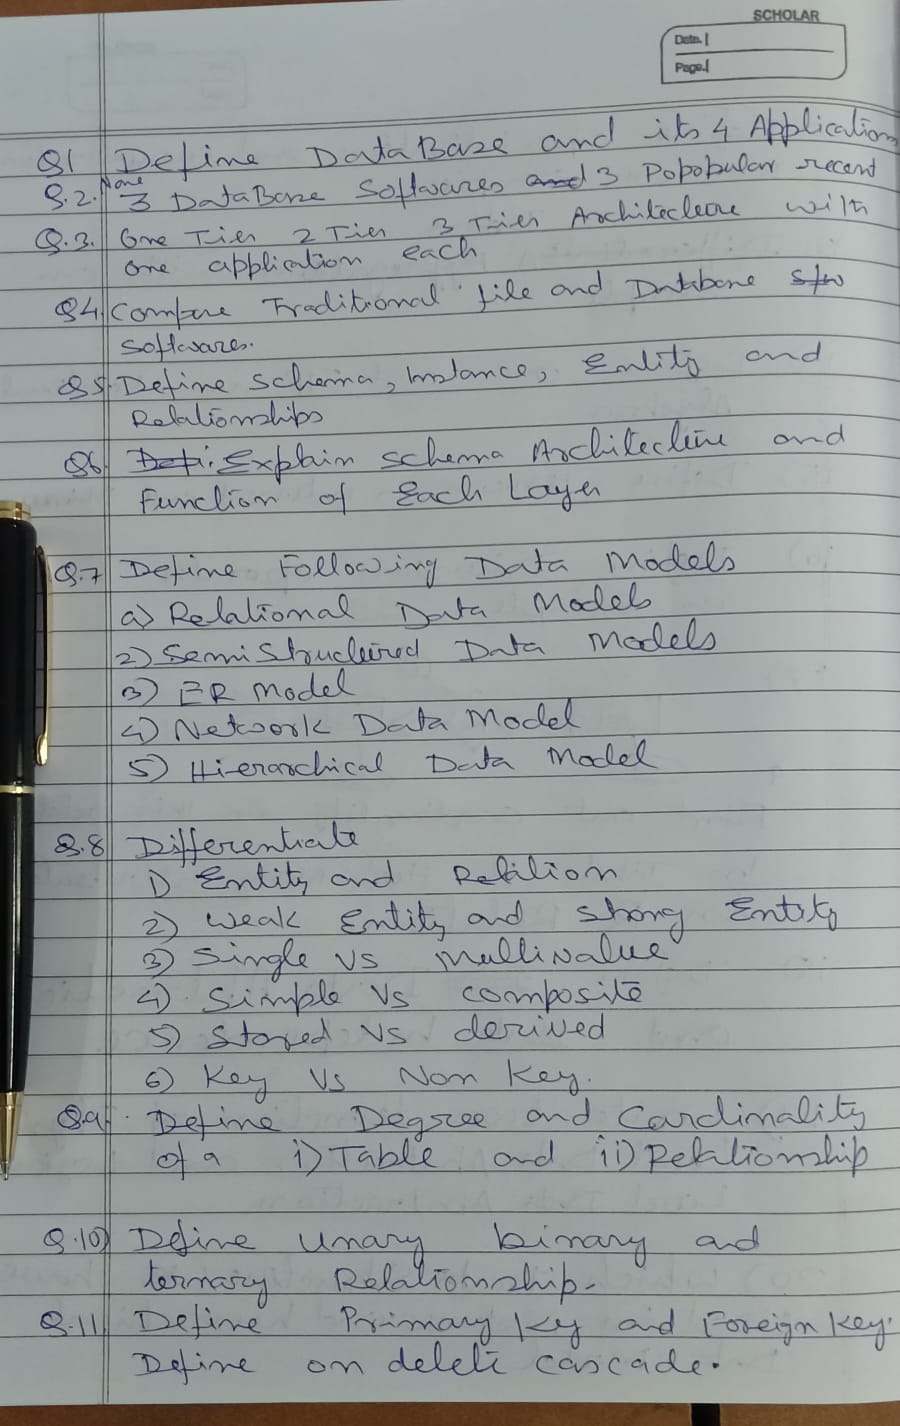 SCHOLAR
Date.
Page.
Q1 Define DataBase and its 4 Application
Q.2. Name 3 DataBase Softwares and 3 Popobular recent
Q.3. One Tier 2 Tier 3 Tier Architecture with
one application each
Q4. Compare Traditional file and Database s/w
softwares.
Q5. Define schema, Instance, Entity and
Relationships
Q6 Defi. Explain schema Architecture and
Function of Each Layer
Q.7 Define Following Data Models
a) Relational Data Models
2) SemiStructured Data Models
3) ER Model
4) Network Data Model
5) Hierarchical Data Model
Q.8 Differentiate
1) Entity and Relition
2) Weak Entity and strong Entity
3) Single vs Multivalue
4) Simple Vs composite
5) Stored Vs derived
6) Key Vs Non Key.
Q.9. Define Degree and Cardinality
of a i) Table and ii) Relationship
Q.10) Define Unary binary and
ternary Relationship.
Q.11 Define Primary Key and Foreign Key.
Define on delete cascade.